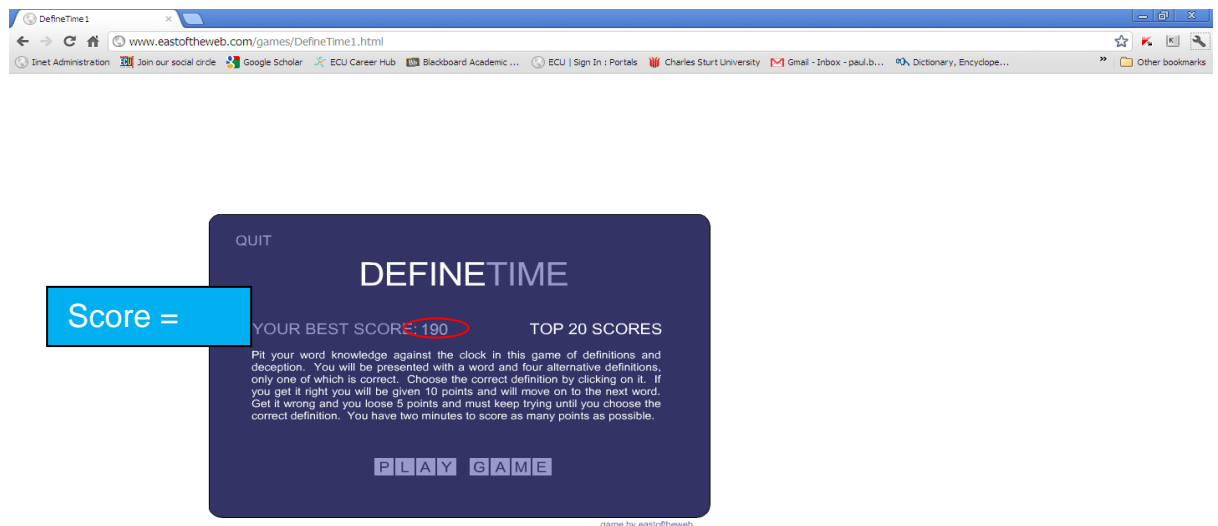 DefineTime1
www.eastoftheweb.com/games/DefineTime1.html
Iinet Administration ECU Join our social circle Google Scholar ECU Career Hub Bb Blackboard Academic ... ECU | Sign In : Portals Charles Sturt University Gmail - Inbox - paul.b... Dictionary, Encyclope... » Other bookmarks
QUIT
DEFINETIME
Score =
YOUR BEST SCORE: 190 TOP 20 SCORES
Pit your word knowledge against the clock in this game of definitions and
deception. You will be presented with a word and four alternative definitions,
only one of which is correct. Choose the correct definition by clicking on it. If
you get it right you will be given 10 points and will move on to the next word.
Get it wrong and you loose 5 points and must keep trying until you choose the
correct definition. You have two minutes to score as many points as possible.
PLAY GAME
game by eastoftheweb